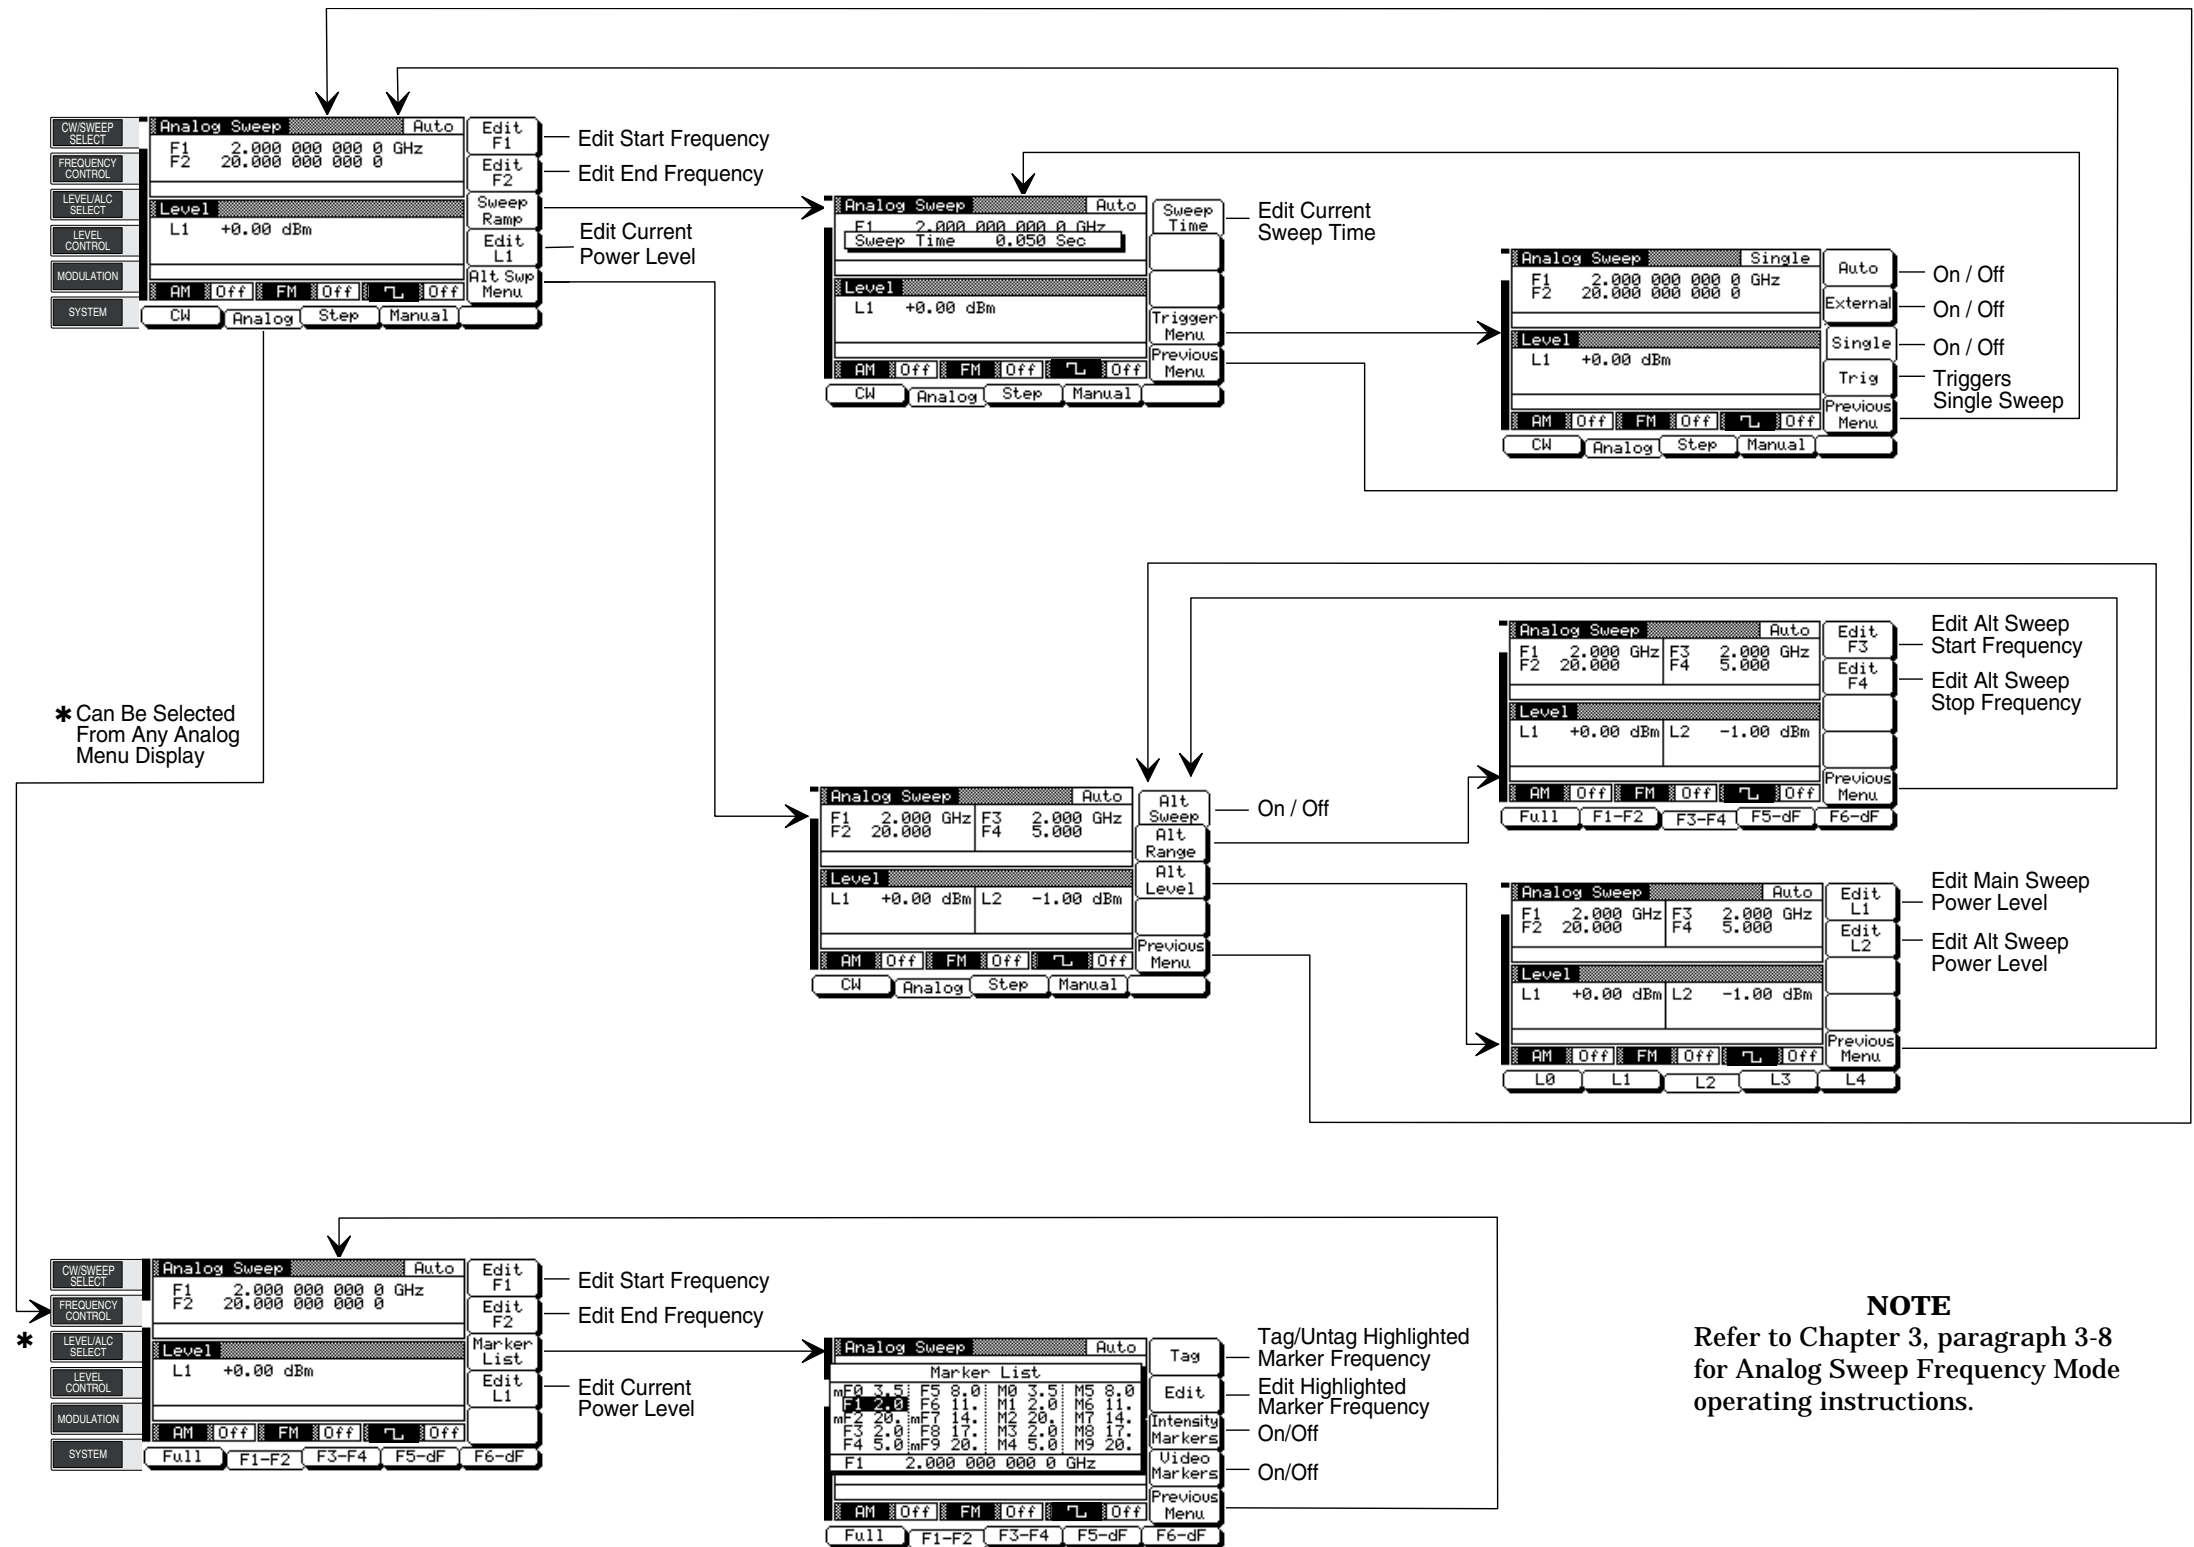 CW/SWEEP
SELECT
FREQUENCY
CONTROL
LEVEL/ALC
SELECT
LEVEL
CONTROL
MODULATION
SYSTEM
Analog Sweep Auto
F1 2.000 000 000 0 GHz
F2 20.000 000 000 0
Level
L1 +0.00 dBm
AM Off FM Off Off
CW Analog Step Manual
Edit
F1
Edit
F2
Sweep
Ramp
Edit
L1
Alt Swp
Menu
Edit Start Frequency
Edit End Frequency
Edit Current
Power Level
Analog Sweep Auto
F1 2.000 000 000 0 GHz
Sweep Time 0.050 Sec
Level
L1 +0.00 dBm
AM Off FM Off Off
CW Analog Step Manual
Sweep
Time
Trigger
Menu
Previous
Menu
Edit Current
Sweep Time
Analog Sweep Single
F1 2.000 000 000 0 GHz
F2 20.000 000 000 0
Level
L1 +0.00 dBm
AM Off FM Off Off
CW Analog Step Manual
Auto
External
Single
Trig
Previous
Menu
On / Off
On / Off
On / Off
Triggers
Single Sweep
✱ Can Be Selected
From Any Analog
Menu Display
Analog Sweep Auto
F1 2.000 GHz F3 2.000 GHz
F2 20.000 F4 5.000
Level
L1 +0.00 dBm L2 -1.00 dBm
AM Off FM Off Off
CW Analog Step Manual
Alt
Sweep
Alt
Range
Alt
Level
Previous
Menu
On / Off
Analog Sweep Auto
F1 2.000 GHz F3 2.000 GHz
F2 20.000 F4 5.000
Level
L1 +0.00 dBm L2 -1.00 dBm
AM Off FM Off Off
Full F1-F2 F3-F4 F5-dF F6-dF
Edit
F3
Edit
F4
Previous
Menu
Edit Alt Sweep
Start Frequency
Edit Alt Sweep
Stop Frequency
Analog Sweep Auto
F1 2.000 GHz F3 2.000 GHz
F2 20.000 F4 5.000
Level
L1 +0.00 dBm L2 -1.00 dBm
AM Off FM Off Off
L0 L1 L2 L3 L4
Edit
L1
Edit
L2
Previous
Menu
Edit Main Sweep
Power Level
Edit Alt Sweep
Power Level
CW/SWEEP
SELECT
FREQUENCY
CONTROL
✱
LEVEL/ALC
SELECT
LEVEL
CONTROL
MODULATION
SYSTEM
Analog Sweep Auto
F1 2.000 000 000 0 GHz
F2 20.000 000 000 0
Level
L1 +0.00 dBm
AM Off FM Off Off
Full F1-F2 F3-F4 F5-dF F6-dF
Edit
F1
Edit
F2
Marker
List
Edit
L1
Edit Start Frequency
Edit End Frequency
Edit Current
Power Level
Analog Sweep Auto
Marker List
mF0 3.5 F5 8.0 M0 3.5 M5 8.0
F1 2.0 F6 11. M1 2.0 M6 11.
mF2 20. mF7 14. M2 20. M7 14.
F3 2.0 F8 17. M3 2.0 M8 17.
F4 5.0 mF9 20. M4 5.0 M9 20.
F1 2.000 000 000 0 GHz
AM Off FM Off Off
Full F1-F2 F3-F4 F5-dF F6-dF
Tag
Edit
Intensity
Markers
Video
Markers
Previous
Menu
Tag/Untag Highlighted
Marker Frequency
Edit Highlighted
Marker Frequency
On/Off
On/Off
NOTE
Refer to Chapter 3, paragraph 3-8
for Analog Sweep Frequency Mode
operating instructions.